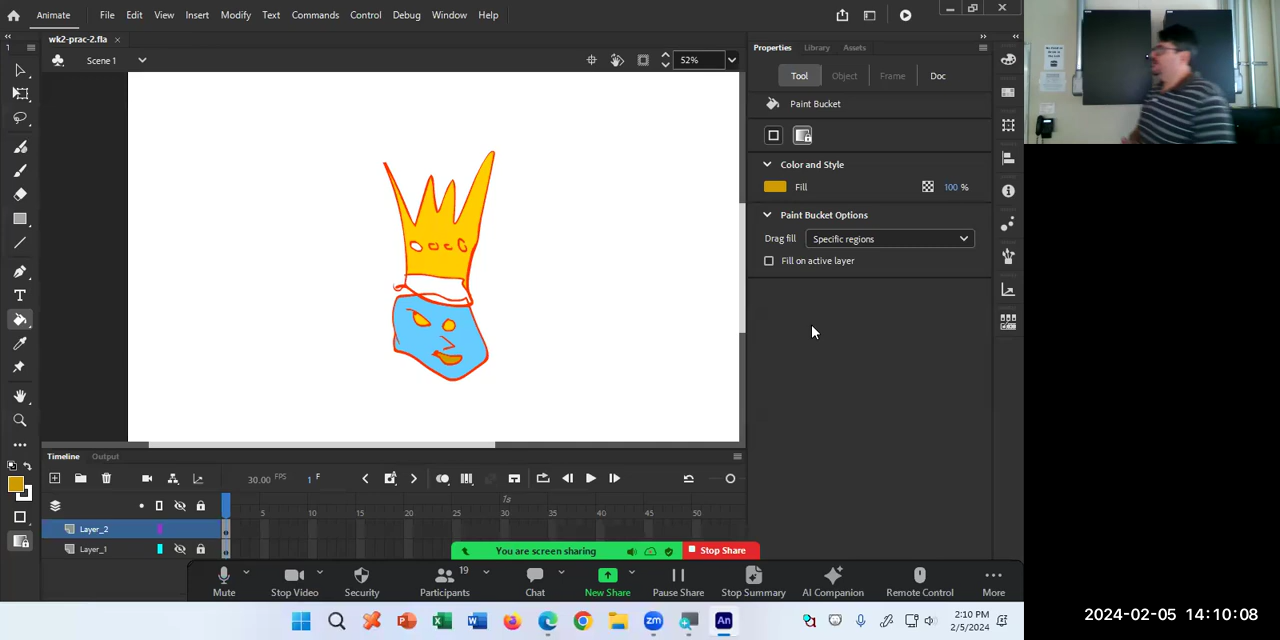 Animate File Edit View Insert Modify Text Commands Control Debug Window Help
wk2-prac-2.fla ×
Scene 1 52%
Properties Library Assets
Tool Object Frame Doc
Paint Bucket
Color and Style
Fill 100 %
Paint Bucket Options
Drag fill Specific regions
Fill on active layer
Timeline Output
30.00 FPS 1 F
1s
5 10 15 20 25 30 35 40 45 50
Layer_2
Layer_1
You are screen sharing Stop Share
19
Mute Stop Video Security Participants Chat New Share Pause Share Stop Summary AI Companion Remote Control More
2:10 PM
2/5/2024
2024-02-05 14:10:08